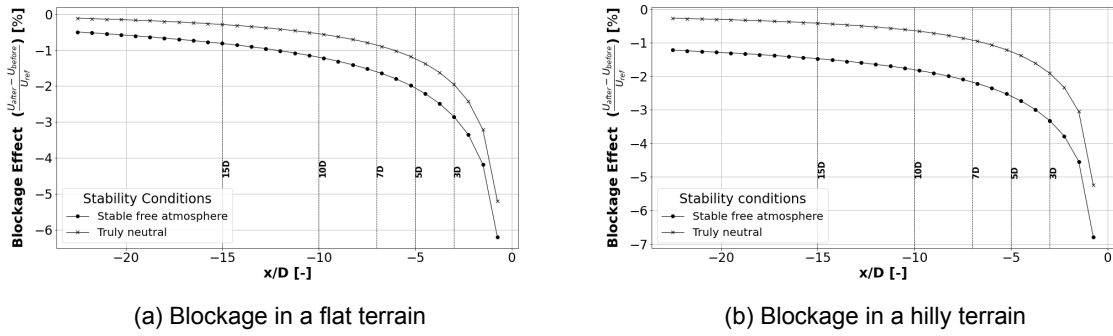 Blockage Effect (U_after − U_before / U_ref) [%]
0
−1
−2
−3
−4
−5
−6
15D
10D
7D
5D
3D
Stability Conditions
Stable free atmosphere
Truly neutral
−20
−15
−10
−5
0
x/D [-]
(a) Blockage in a flat terrain
Blockage Effect (U_after − U_before / U_ref) [%]
0
−1
−2
−3
−4
−5
−6
−7
15D
10D
7D
5D
3D
Stability conditions
Stable free atmosphere
Truly neutral
−20
−15
−10
−5
0
x/D [-]
(b) Blockage in a hilly terrain